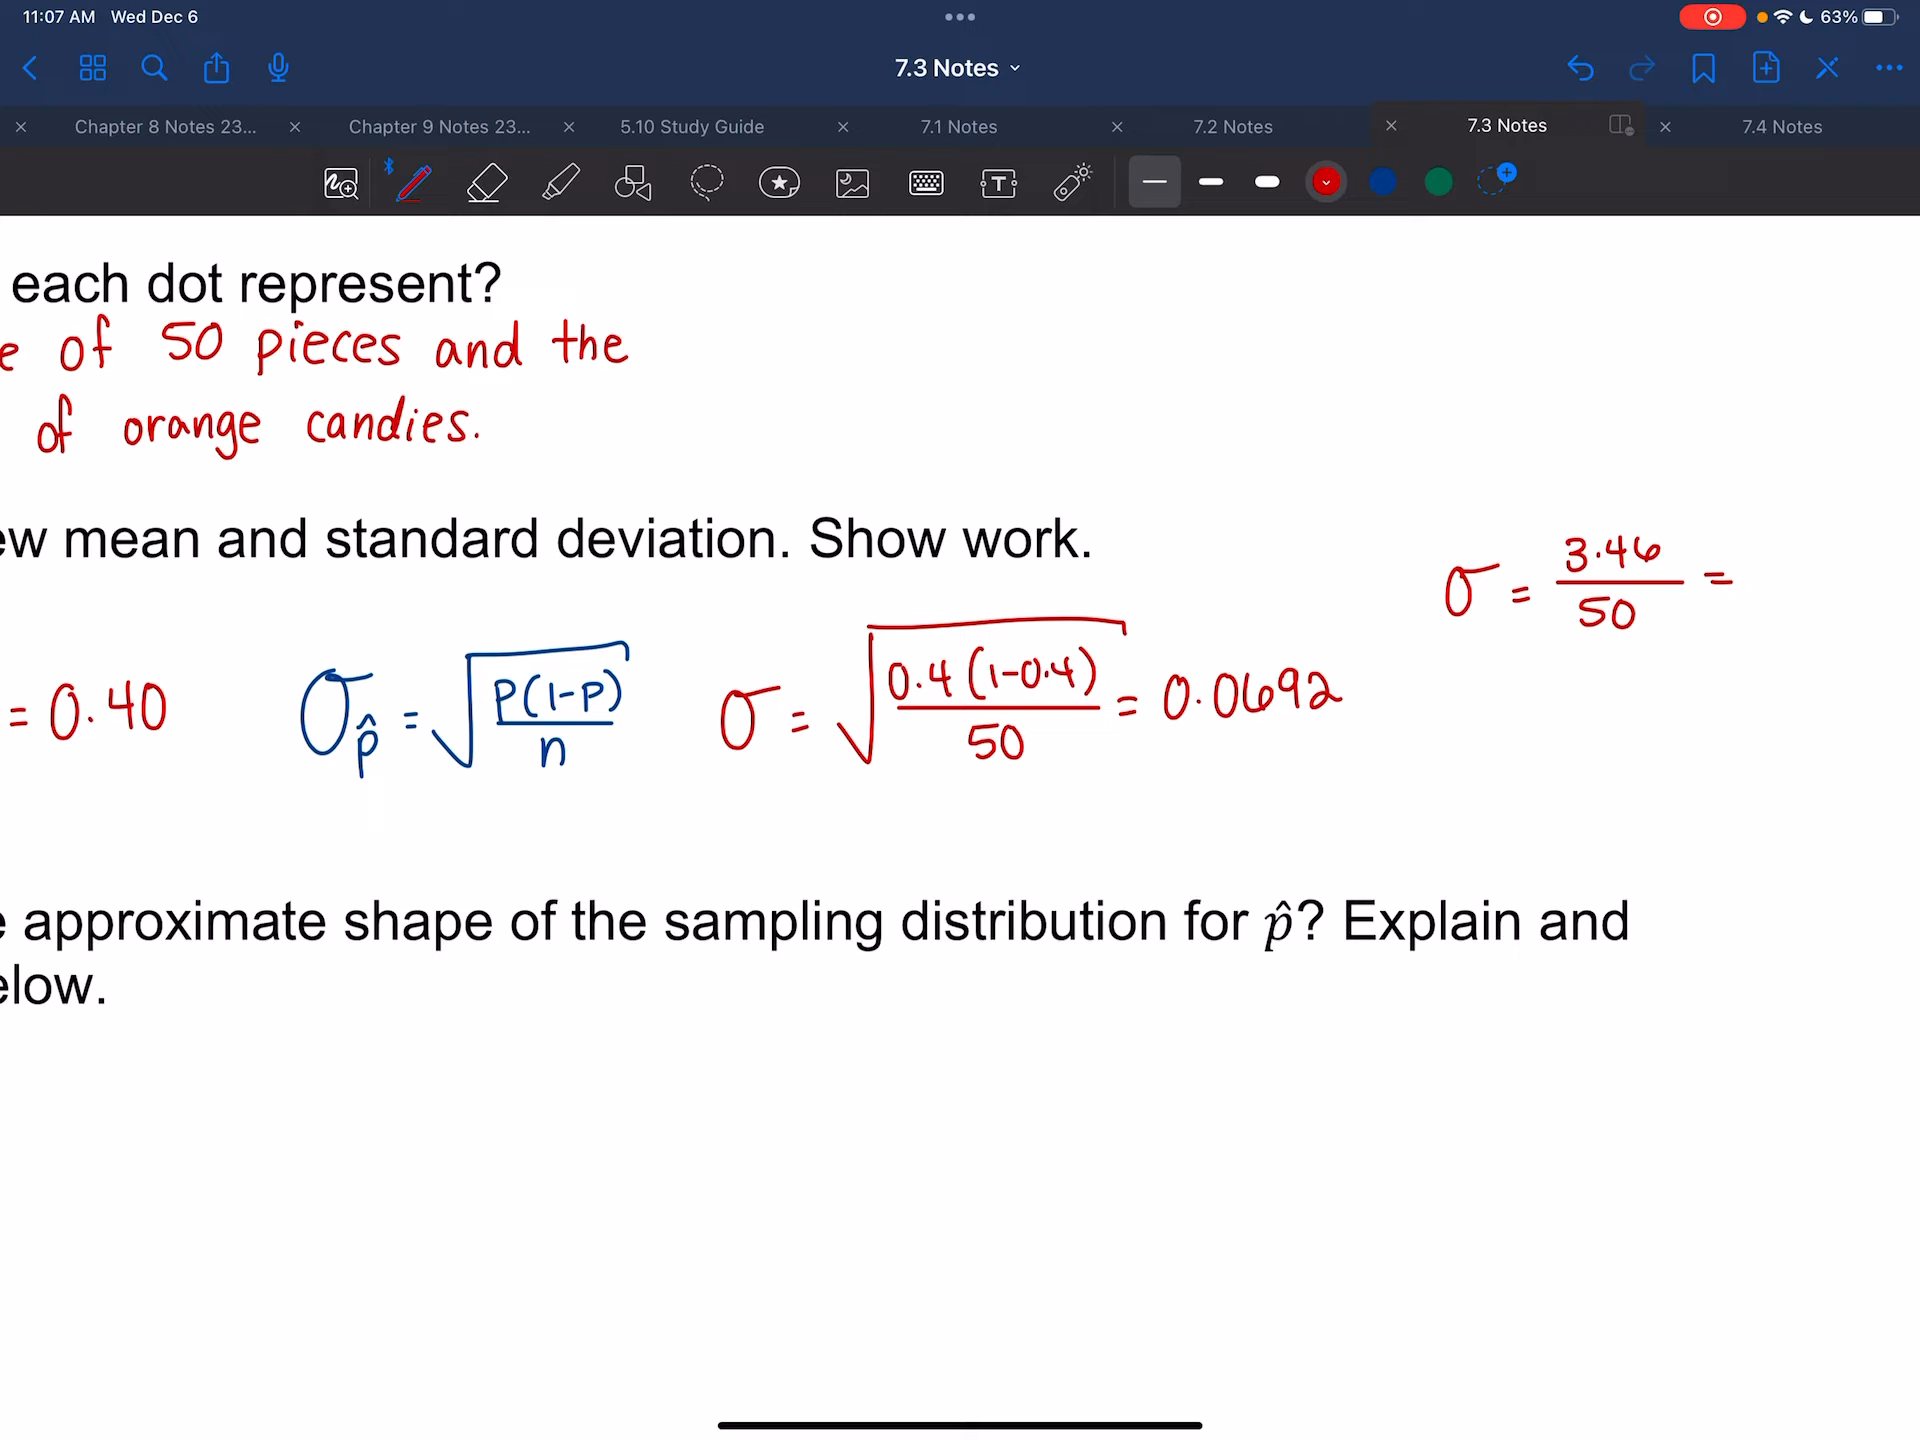 11:07 AM Wed Dec 6
63%
7.3 Notes
Chapter 8 Notes 23...
Chapter 9 Notes 23...
5.10 Study Guide
7.1 Notes
7.2 Notes
7.3 Notes
7.4 Notes
each dot represent?
e of 50 pieces and the
of orange candies.
ew mean and standard deviation. Show work.
σ = 3.46/50 =
= 0.40
σp̂ = √(P(1-P)/n)
σ = √(0.4(1-0.4)/50) = 0.0692
e approximate shape of the sampling distribution for p̂? Explain and
elow.